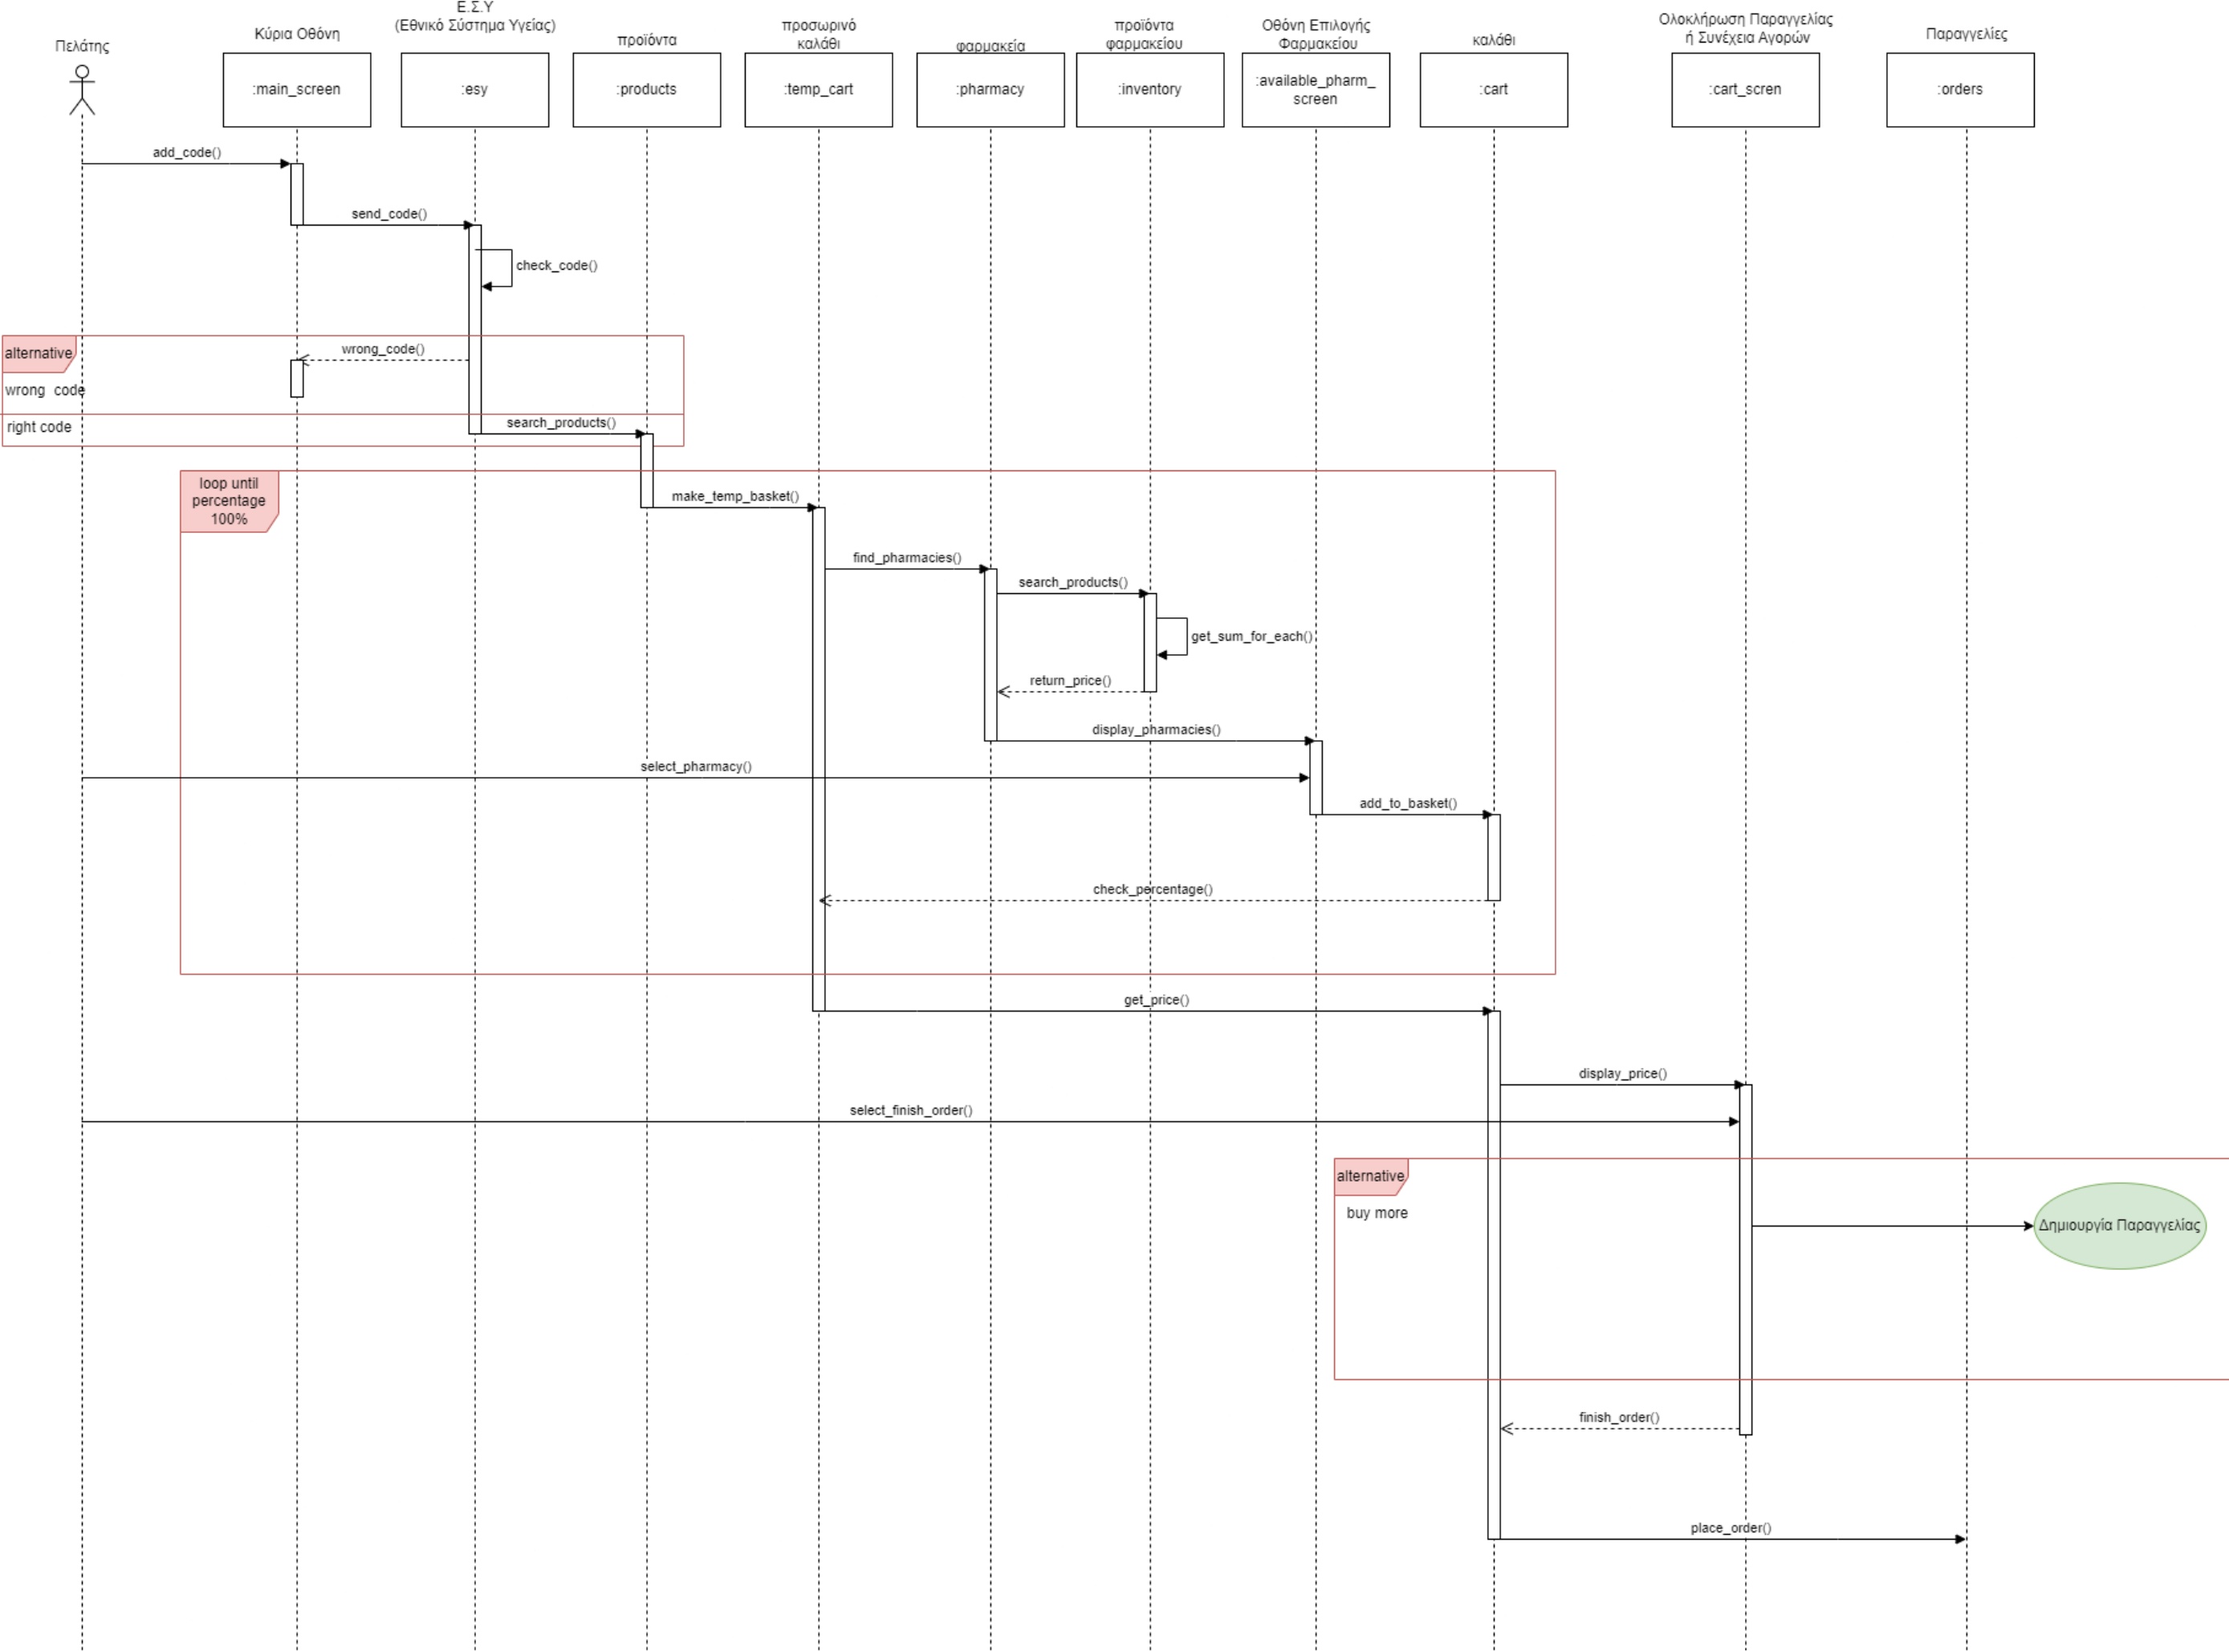 Πελάτης
Κύρια Οθόνη
Ε.Σ.Υ
(Εθνικό Σύστημα Υγείας)
προϊόντα
προσωρινό
καλάθι
φαρμακεία
προϊόντα
φαρμακείου
Οθόνη Επιλογής
Φαρμακείου
καλάθι
Ολοκλήρωση Παραγγελίας
ή Συνέχεια Αγορών
Παραγγελίες
:main_screen
:esy
:products
:temp_cart
:pharmacy
:inventory
:available_pharm_
screen
:cart
:cart_scren
:orders
add_code()
send_code()
check_code()
alternative
wrong_code()
wrong code
right code
search_products()
loop until
percentage
100%
make_temp_basket()
find_pharmacies()
search_products()
get_sum_for_each()
return_price()
display_pharmacies()
select_pharmacy()
add_to_basket()
check_percentage()
get_price()
display_price()
select_finish_order()
alternative
buy more
Δημιουργία Παραγγελίας
finish_order()
place_order()